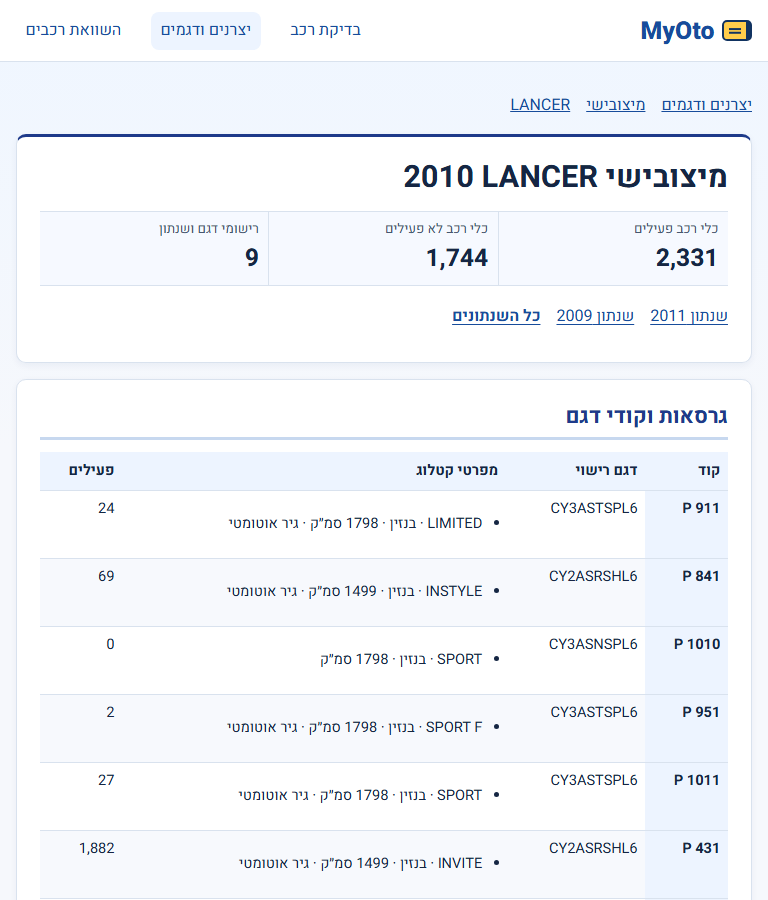 MyOto בדיקת רכב יצרנים ודגמים השוואת רכבים
יצרנים ודגמים מיצובישי LANCER
מיצובישי LANCER 2010
כלי רכב פעילים כלי רכב לא פעילים רישומי דגם ושנתון
2,331 1,744 9
שנתון 2011 שנתון 2009 כל השנתונים
גרסאות וקודי דגם
קוד דגם רישוי מפרטי קטלוג פעילים
P 911 CY3ASTSPL6 • LIMITED · בנזין · 1798 סמ״ק · גיר אוטומטי 24
P 841 CY2ASRSHL6 • INSTYLE · בנזין · 1499 סמ״ק · גיר אוטומטי 69
P 1010 CY3ASNSPL6 • SPORT · בנזין · 1798 סמ״ק 0
P 951 CY3ASTSPL6 • SPORT F · בנזין · 1798 סמ״ק · גיר אוטומטי 2
P 1011 CY3ASTSPL6 • SPORT · בנזין · 1798 סמ״ק · גיר אוטומטי 27
P 431 CY2ASRSHL6 • INVITE · בנזין · 1499 סמ״ק · גיר אוטומטי 1,882